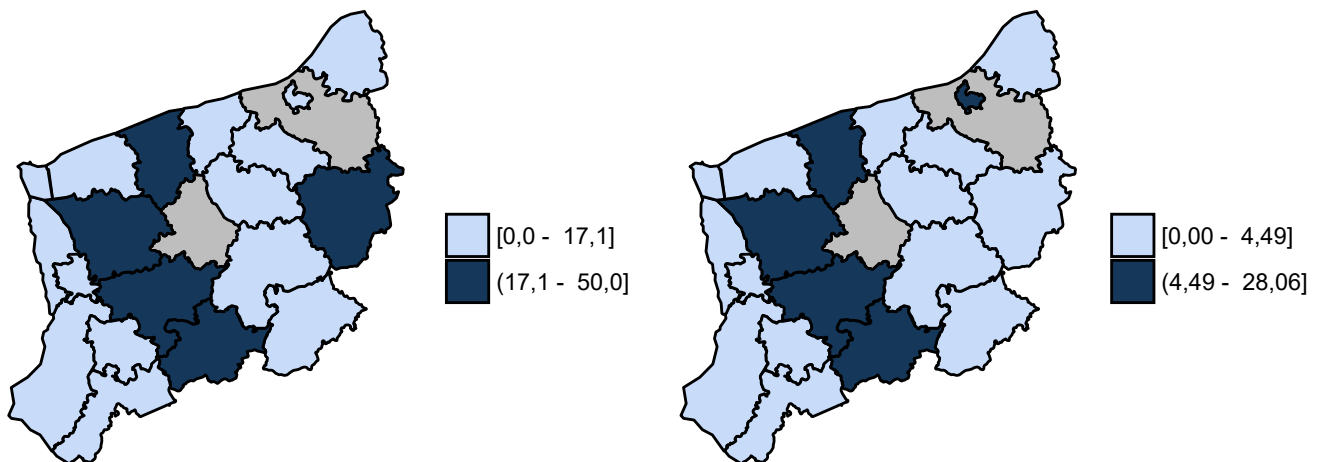 [0,0 -  17,1]
(17,1 -  50,0]
[0,00 -  4,49]
(4,49 -  28,06]